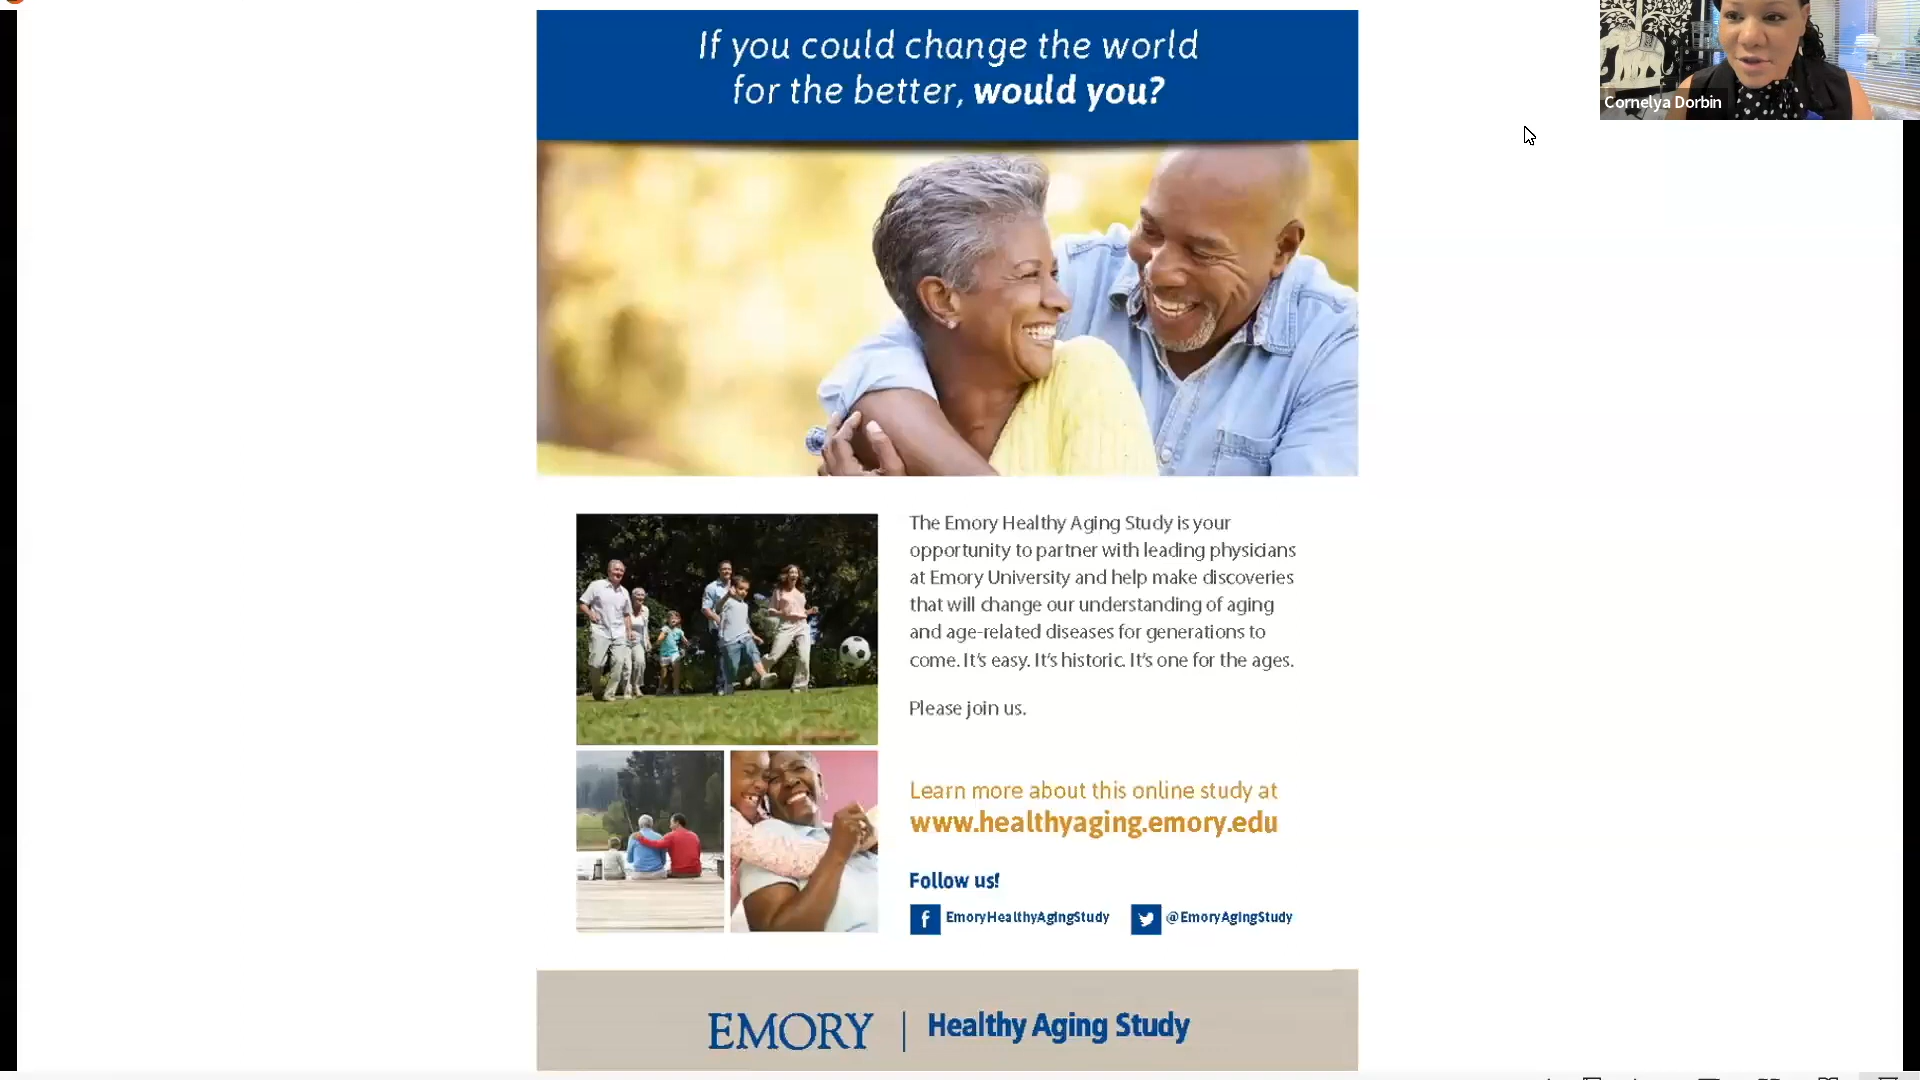 If you could change the world
for the better, would you?
Cornelya Dorbin
The Emory Healthy Aging Study is your
opportunity to partner with leading physicians
at Emory University and help make discoveries
that will change our understanding of aging
and age-related diseases for generations to
come. It's easy. It's historic. It's one for the ages.
Please join us.
Learn more about this online study at
www.healthyaging.emory.edu
Follow us!
f EmoryHealthyAgingStudy @EmoryAgingStudy
EMORY | Healthy Aging Study